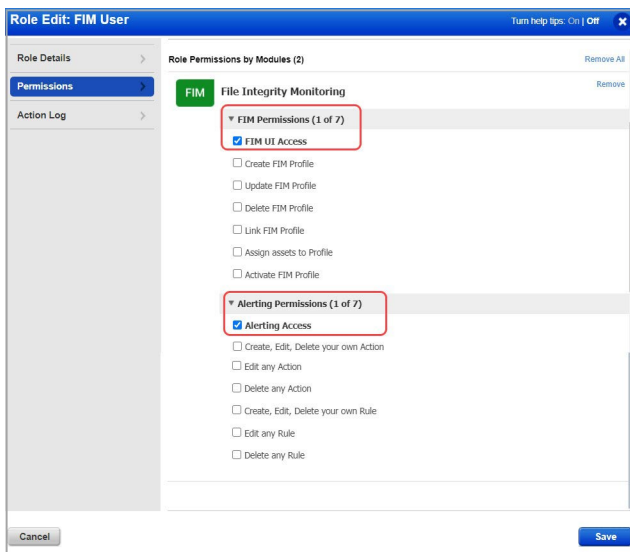 Role Edit: FIM User
Turn help tips: On | Off
Role Details
Permissions
Action Log
Role Permissions by Modules (2)
Remove All
FIM
File Integrity Monitoring
Remove
FIM Permissions (1 of 7)
FIM UI Access
Create FIM Profile
Update FIM Profile
Delete FIM Profile
Link FIM Profile
Assign assets to Profile
Activate FIM Profile
Alerting Permissions (1 of 7)
Alerting Access
Create, Edit, Delete your own Action
Edit any Action
Delete any Action
Create, Edit, Delete your own Rule
Edit any Rule
Delete any Rule
Cancel
Save